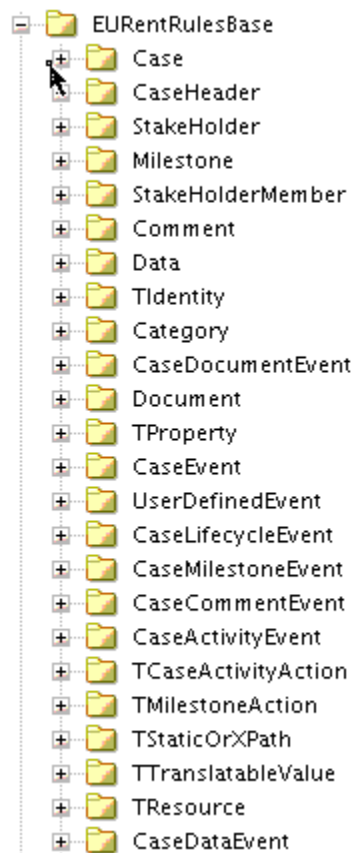 EURentRulesBase
Case
CaseHeader
StakeHolder
Milestone
StakeHolderMember
Comment
Data
TIdentity
Category
CaseDocumentEvent
Document
TProperty
CaseEvent
UserDefinedEvent
CaseLifecycleEvent
CaseMilestoneEvent
CaseCommentEvent
CaseActivityEvent
TCaseActivityAction
TMilestoneAction
TStaticOrXPath
TTranslatableValue
TResource
CaseDataEvent